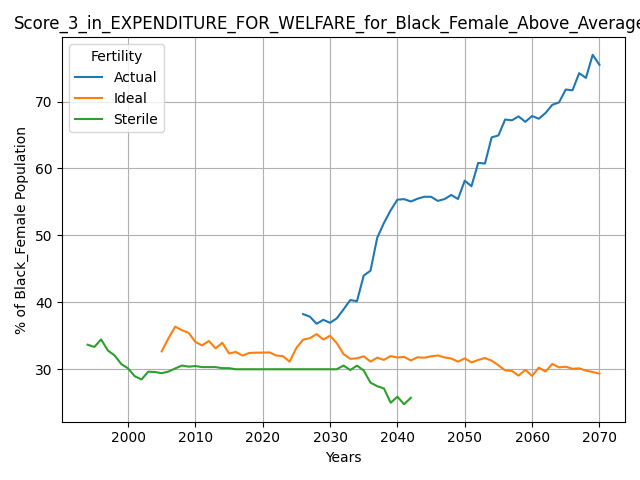 Score_3_in_EXPENDITURE_FOR_WELFARE_for_Black_Female_Above_Average
Fertility
Actual
Ideal
Sterile
% of Black_Female Population
70
60
50
40
30
2000
2010
2020
2030
2040
2050
2060
2070
Years